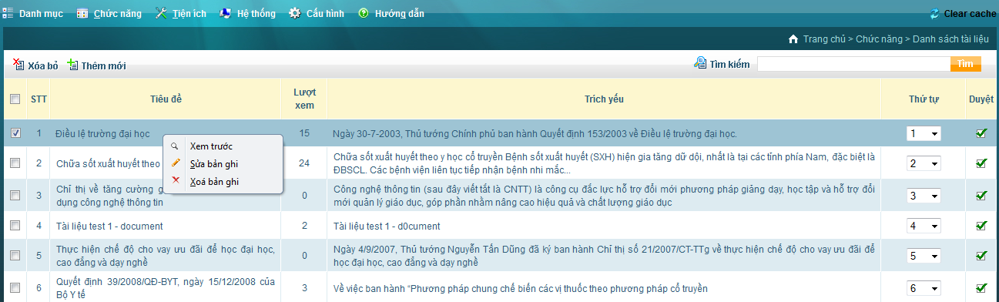 Danh mục Chức năng Tiện ích Hệ thống Cấu hình Hướng dẫn Clear cache
Trang chủ > Chức năng > Danh sách tài liệu
Xóa bỏ Thêm mới Tìm kiếm Tìm
STT Tiêu đề Lượt xem Trích yếu Thứ tự Duyệt
1 Điều lệ trường đại học 15 Ngày 30-7-2003, Thủ tướng Chính phủ ban hành Quyết định 153/2003 về Điều lệ trường đại học. 1
Xem trước
Sửa bản ghi
Xoá bản ghi
2 Chữa sốt xuất huyết theo 24 Chữa sốt xuất huyết theo y học cổ truyền Bệnh sốt xuất huyết (SXH) hiện gia tăng dữ dội, nhất là tại các tỉnh phía Nam, đặc biệt là 2
ĐBSCL. Các bệnh viện liên tục tiếp nhận bệnh nhi mắc...
3 Chỉ thị về tăng cường g 0 Công nghệ thông tin (sau đây viết tắt là CNTT) là công cụ đắc lực hỗ trợ đổi mới phương pháp giảng dạy, học tập và hỗ trợ đổi 3
dụng công nghệ thông tin mới quản lý giáo dục, góp phần nhằm nâng cao hiệu quả và chất lượng giáo dục
4 Tài liệu test 1 - document 2 Tài liệu test 1 - d0cument 4
5 Thực hiện chế độ cho vay ưu đãi để học đại học, 0 Ngày 4/9/2007, Thủ tướng Nguyễn Tấn Dũng đã ký ban hành Chỉ thị số 21/2007/CT-TTg về thực hiện chế độ cho vay ưu đãi để 5
cao đẳng và dạy nghề học đại học, cao đẳng và dạy nghề
6 Quyết định 39/2008/QĐ-BYT, ngày 15/12/2008 của 3 Về việc ban hành “Phương pháp chung chế biến các vị thuốc theo phương pháp cổ truyền 6
Bộ Y tế